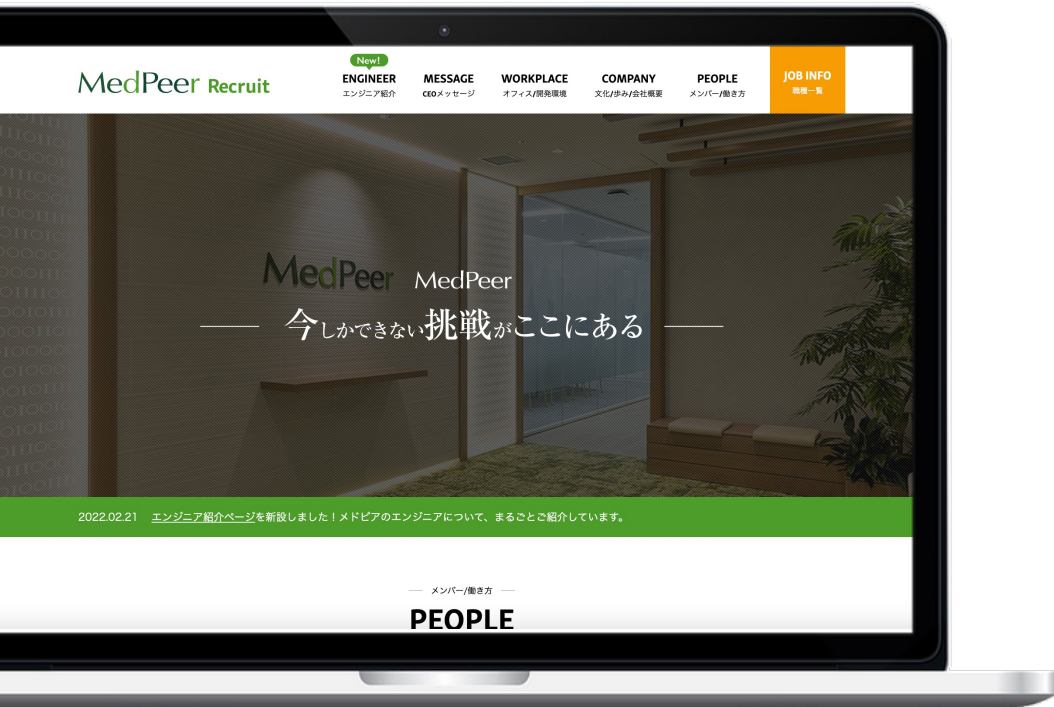 New!
MedPeer Recruit
ENGINEER
エンジニア紹介
MESSAGE
CEOメッセージ
WORKPLACE
オフィス/開発環境
COMPANY
文化/歩み/会社概要
PEOPLE
メンバー/働き方
JOB INFO
職種一覧
MedPeer
MedPeer
今しかできない挑戦がここにある
2022.02.21 エンジニア紹介ページを新設しました！メドピアのエンジニアについて、まるごとご紹介しています。
メンバー/働き方
PEOPLE